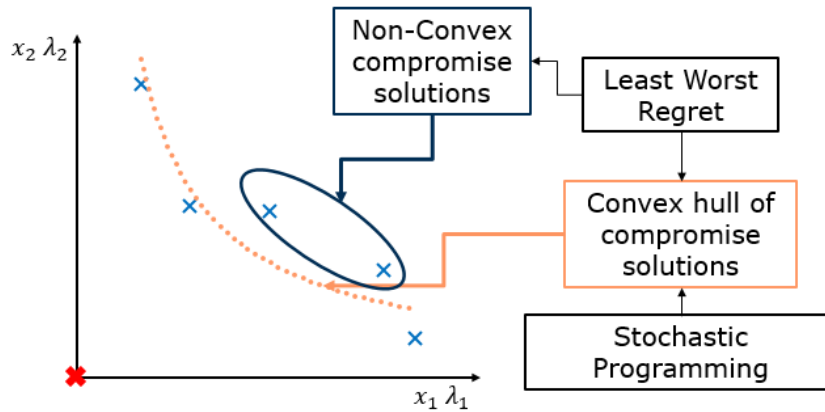 x₂ λ₂
Non-Convex
compromise
solutions
Least Worst
Regret
Convex hull of
compromise
solutions
Stochastic
Programming
x₁ λ₁